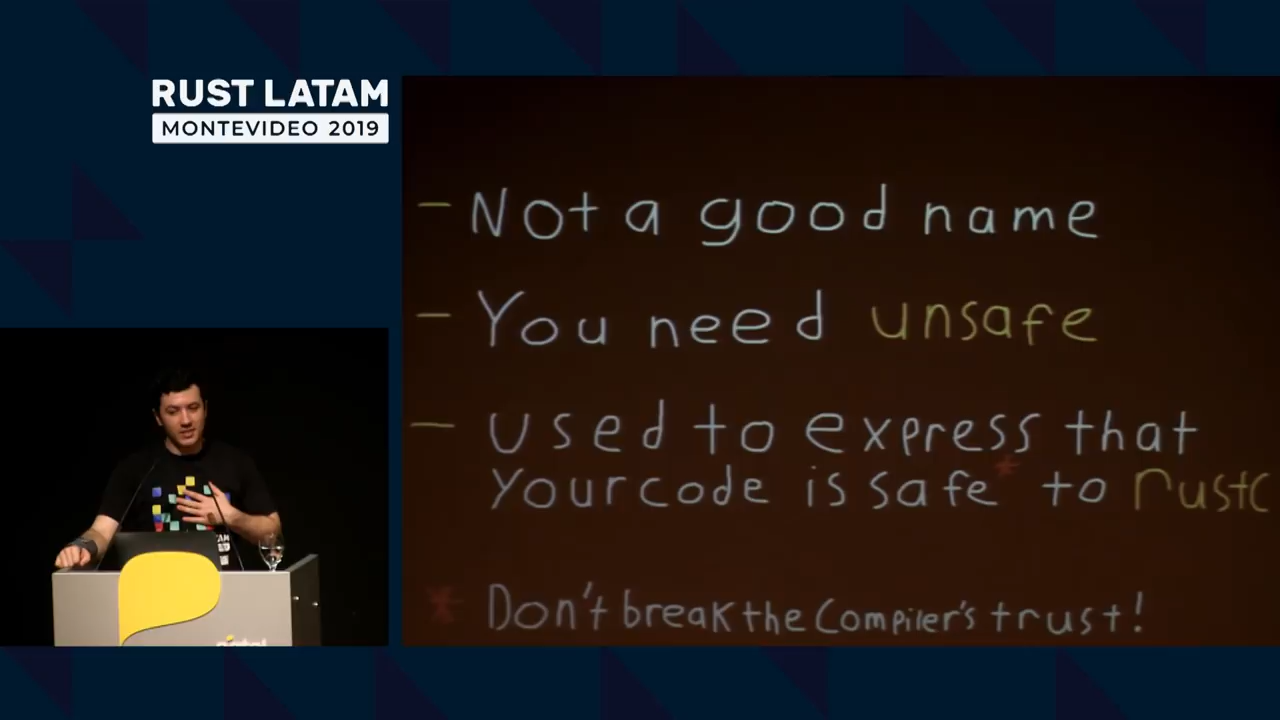 RUST LATAM
MONTEVIDEO 2019
- Not a good name
- You need unsafe
- used to express that
Your code is safe* to rustc
* Don't break the Compiler's trust!